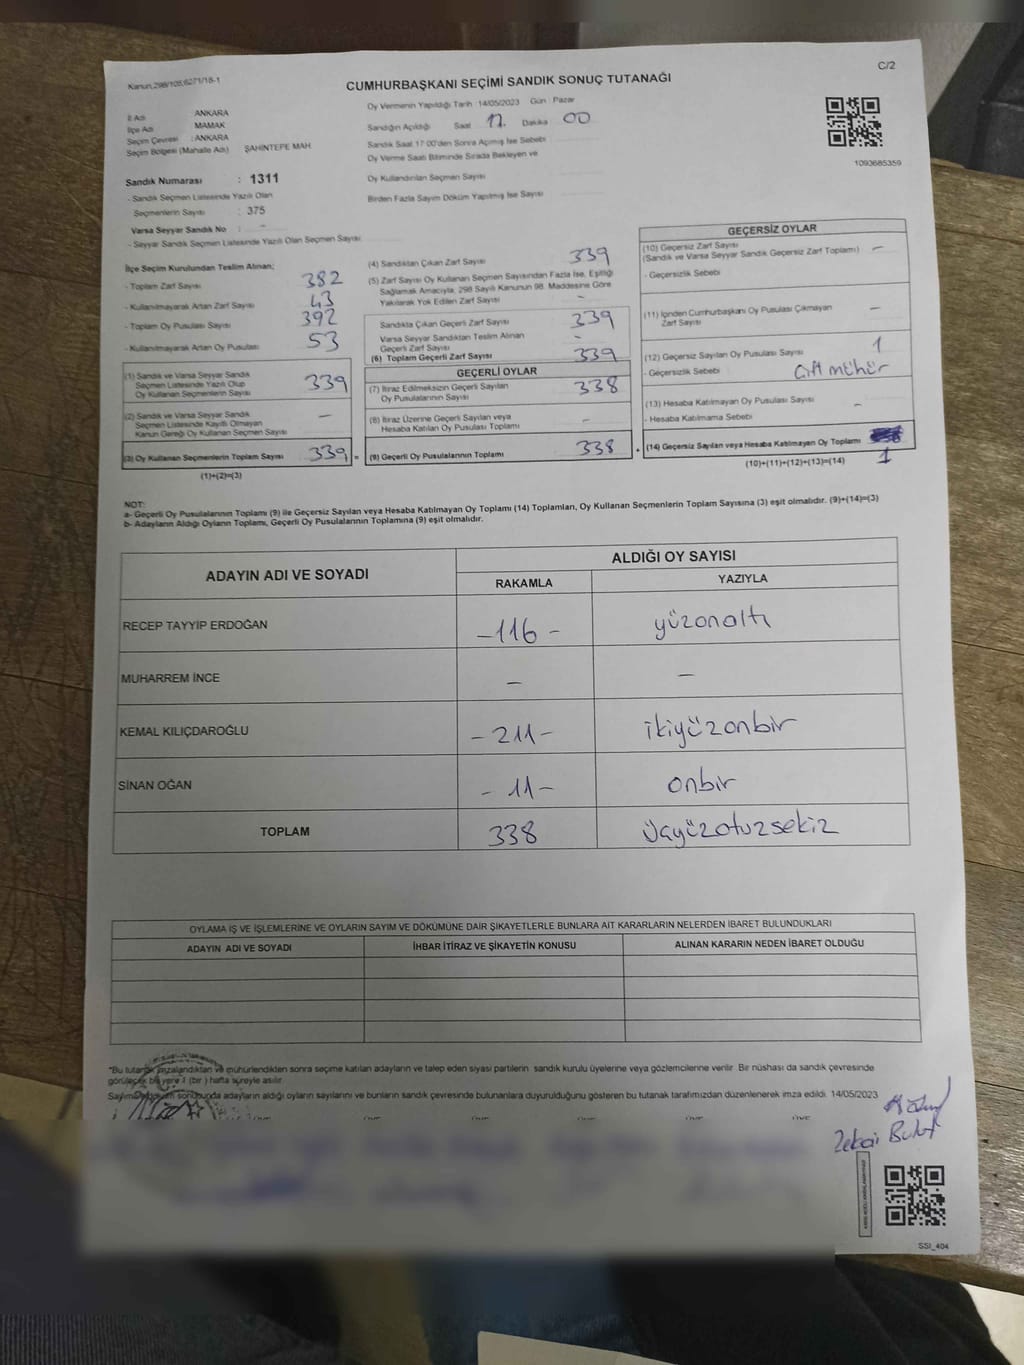 Kanun,298/105,6271/16-1
C/2
CUMHURBAŞKANI SEÇİMİ SANDIK SONUÇ TUTANAĞI
İl Adı : ANKARA
İlçe Adı MAMAK
Seçim Çevresi : ANKARA
Seçim Bölgesi (Mahalle Adı) ŞAHİNTEPE MAH.
Sandık Numarası : 1311
- Sandık Seçmen Listesinde Yazılı Olan
Seçmenlerin Sayısı : 375
Varsa Seyyar Sandık No : -
- Seyyar Sandık Seçmen Listesinde Yazılı Olan Seçmen Sayısı
Oy Vermenin Yapıldığı Tarih : 14/05/2023 Gün : Pazar
Sandığın Açıldığı Saat 17 Dakika 00
Sandık Saat 17:00'den Sonra Açılmış İse Sebebi
Oy Verme Saati Bitiminde Sırada Bekleyen ve
Oy Kullandırılan Seçmen Sayısı
Birden Fazla Sayım Döküm Yapılmış İse Sayısı
1093685359
İlçe Seçim Kurulundan Teslim Alınan;
- Toplam Zarf Sayısı 382
- Kullanılmayarak Artan Zarf Sayısı 43
- Toplam Oy Pusulası Sayısı 392
- Kullanılmayarak Artan Oy Pusulası 53
(1) Sandık ve Varsa Seyyar Sandık
Seçmen Listesinde Yazılı Olup
Oy Kullanan Seçmenlerin Sayısı 339
(2) Sandık ve Varsa Seyyar Sandık
Seçmen Listesinde Kayıtlı Olmayan
Kanun Gereği Oy Kullanan Seçmen Sayısı -
(3) Oy Kullanan Seçmenlerin Toplam Sayısı 339 =
(1)+(2)=(3)
(4) Sandıktan Çıkan Zarf Sayısı 339
(5) Zarf Sayısı Oy Kullanan Seçmen Sayısından Fazla İse, Eşitliği
Sağlamak Amacıyla, 298 Sayılı Kanunun 98. Maddesine Göre
Yakılarak Yok Edilen Zarf Sayısı -
Sandıkta Çıkan Geçerli Zarf Sayısı 339
Varsa Seyyar Sandıktan Teslim Alınan
Geçerli Zarf Sayısı -
(6) Toplam Geçerli Zarf Sayısı 339
GEÇERLİ OYLAR
(7) İtiraz Edilmeksizin Geçerli Sayılan
Oy Pusulalarının Sayısı 338
(8) İtiraz Üzerine Geçerli Sayılan veya
Hesaba Katılan Oy Pusulası Toplamı -
(9) Geçerli Oy Pusulalarının Toplamı 338 +
GEÇERSİZ OYLAR
(10) Geçersiz Zarf Sayısı
(Sandık ve Varsa Seyyar Sandık Geçersiz Zarf Toplamı) -
- Geçersizlik Sebebi
(11) İçinden Cumhurbaşkanı Oy Pusulası Çıkmayan
Zarf Sayısı -
(12) Geçersiz Sayılan Oy Pusulası Sayısı 1
- Geçersizlik Sebebi Çift mühür
(13) Hesaba Katılmayan Oy Pusulası Sayısı -
- Hesaba Katılmama Sebebi
(14) Geçersiz Sayılan veya Hesaba Katılmayan Oy Toplamı
(10)+(11)+(12)+(13)=(14) 1
NOT:
a- Geçerli Oy Pusulalarının Toplamı (9) ile Geçersiz Sayılan veya Hesaba Katılmayan Oy Toplamı (14) Toplamları, Oy Kullanan Seçmenlerin Toplam Sayısına (3) eşit olmalıdır. (9)+(14)=(3)
b- Adayların Aldığı Oyların Toplamı, Geçerli Oy Pusulalarının Toplamına (9) eşit olmalıdır.
ADAYIN ADI VE SOYADI
ALDIĞI OY SAYISI
RAKAMLA YAZIYLA
RECEP TAYYİP ERDOĞAN -116- yüzonaltı
MUHARREM İNCE - -
KEMAL KILIÇDAROĞLU -211- ikiyüzonbir
SİNAN OĞAN -11- onbir
TOPLAM 338 üçyüzotuzsekiz
OYLAMA İŞ VE İŞLEMLERİNE VE OYLARIN SAYIM VE DÖKÜMÜNE DAİR ŞİKAYETLERLE BUNLARA AİT KARARLARIN NELERDEN İBARET BULUNDUKLARI
ADAYIN ADI VE SOYADI İHBAR İTİRAZ VE ŞİKAYETİN KONUSU ALINAN KARARIN NEDEN İBARET OLDUĞU
*Bu tutanak imzalandıktan ve mühürlendikten sonra seçime katılan adayların ve talep eden siyasi partilerin sandık kurulu üyelerine veya gözlemcilerine verilir. Bir nüshası da sandık çevresinde
görülecek bir yere 1 (bir ) hafta süreyle asılır.
Sayım döküm sonucunda adayların aldığı oyların sayılarını ve bunların sandık çevresinde bulunanlara duyurulduğunu gösteren bu tutanak tarafımızdan düzenlenerek imza edildi. 14/05/2023
Zekai Bulut
SSI_404